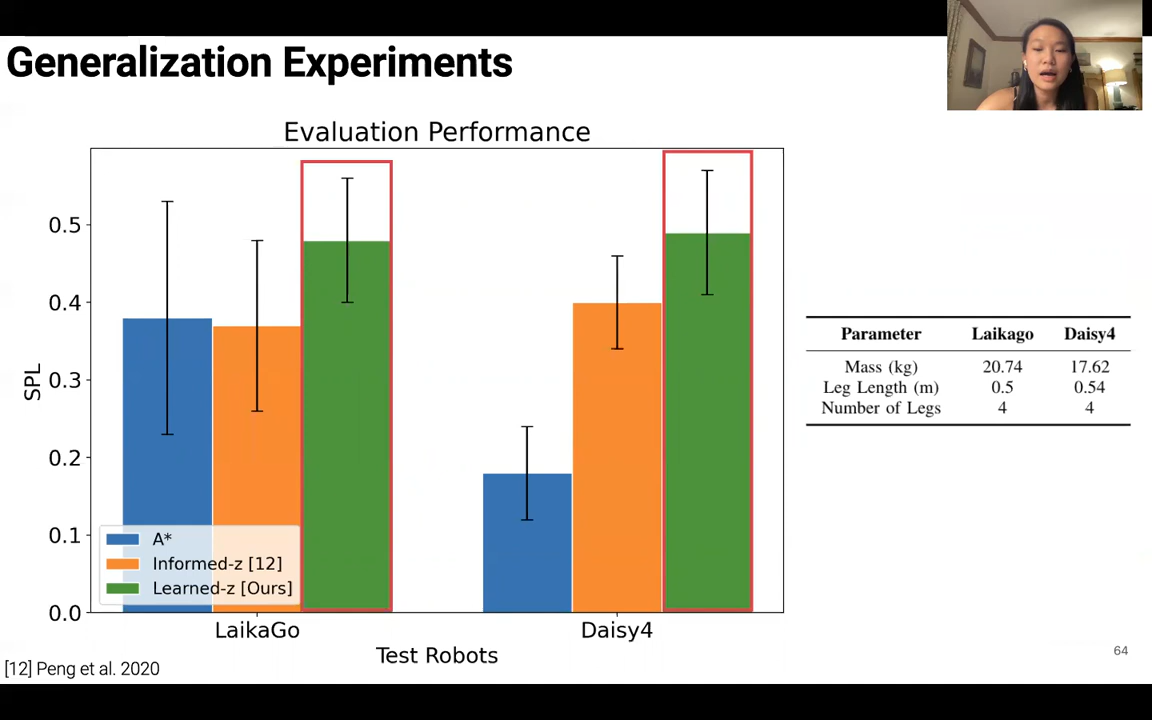 Generalization Experiments
Evaluation Performance
SPL
0.5
0.4
0.3
0.2
0.1
0.0
A*
Informed-z [12]
Learned-z [Ours]
LaikaGo
Daisy4
Test Robots
Parameter Laikago Daisy4
Mass (kg) 20.74 17.62
Leg Length (m) 0.5 0.54
Number of Legs 4 4
[12] Peng et al. 2020
64